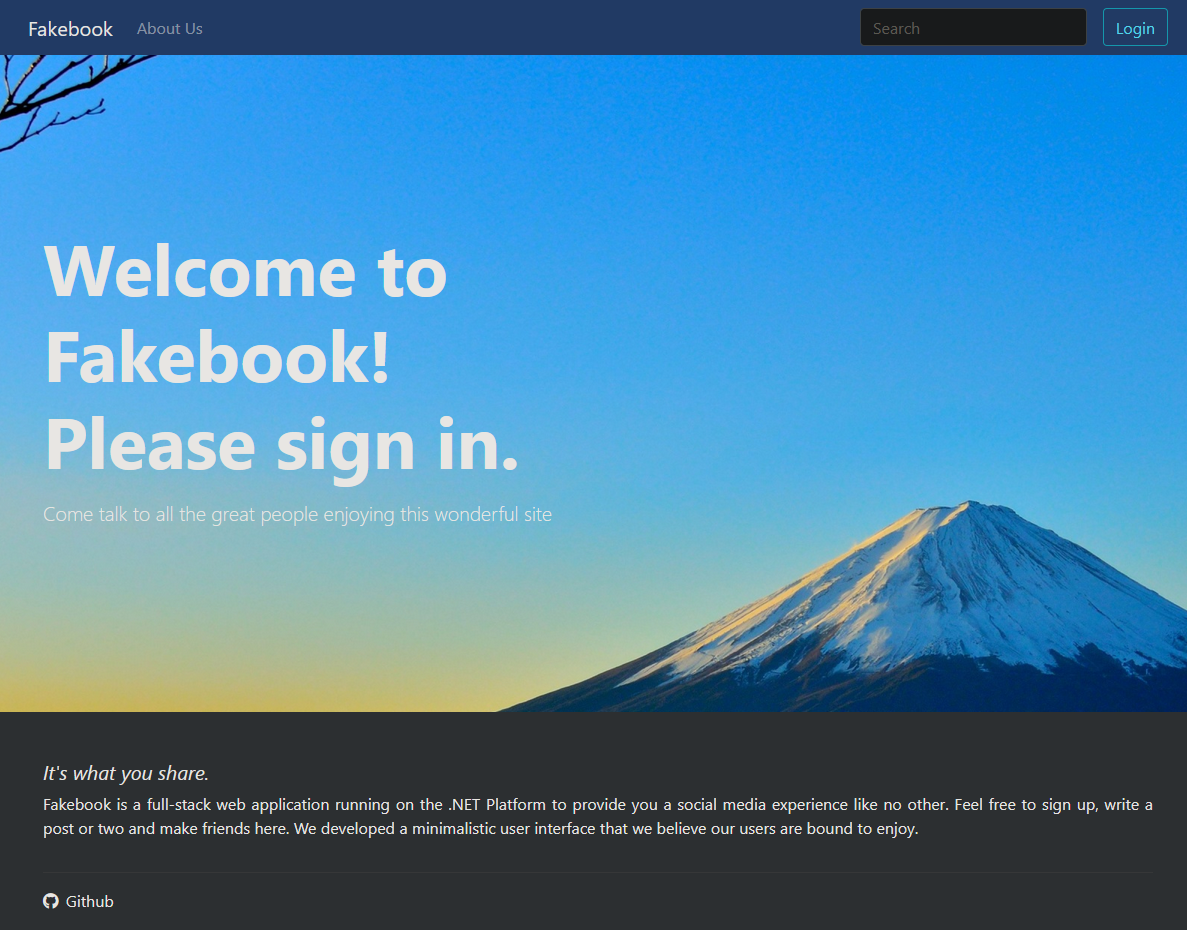 Fakebook About Us Search Login
Welcome to
Fakebook!
Please sign in.
Come talk to all the great people enjoying this wonderful site
It's what you share.
Fakebook is a full-stack web application running on the .NET Platform to provide you a social media experience like no other. Feel free to sign up, write a
post or two and make friends here. We developed a minimalistic user interface that we believe our users are bound to enjoy.
Github